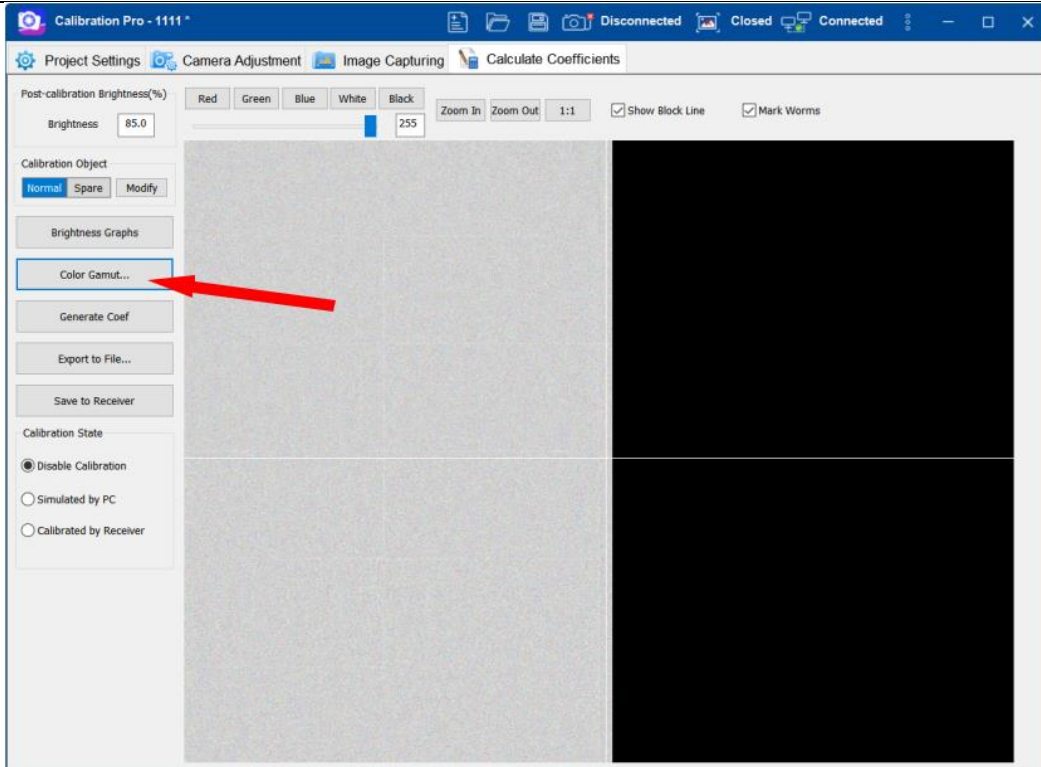 Calibration Pro - 1111 * Disconnected Closed Connected
Project Settings Camera Adjustment Image Capturing Calculate Coefficients
Post-calibration Brightness(%)
Brightness 85.0
Red Green Blue White Black
255
Zoom In Zoom Out 1:1 Show Block Line Mark Worms
Calibration Object
Normal Spare Modify
Brightness Graphs
Color Gamut...
Generate Coef
Export to File...
Save to Receiver
Calibration State
Disable Calibration
Simulated by PC
Calibrated by Receiver